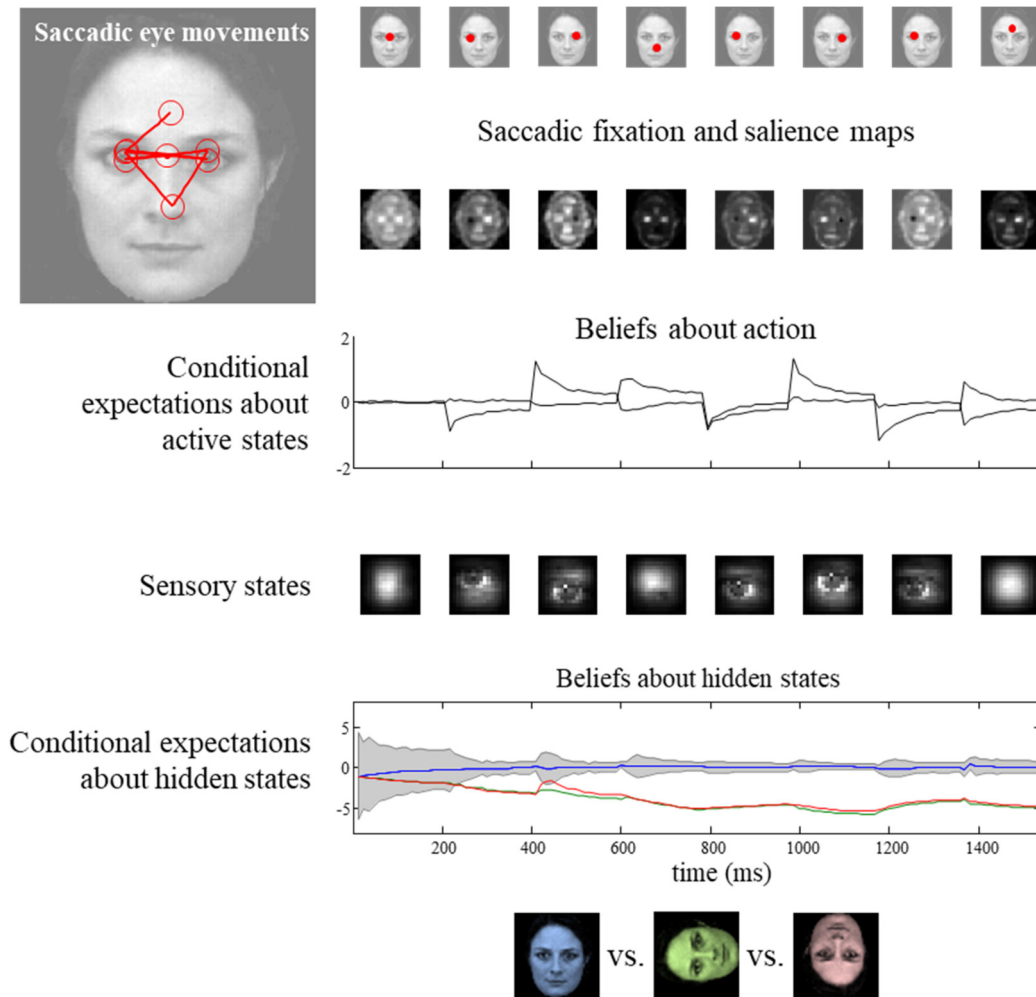 Saccadic eye movements
Saccadic fixation and salience maps
Beliefs about action
Conditional
expectations about
active states
2
0
-2
Sensory states
Beliefs about hidden states
Conditional expectations
about hidden states
5
0
-5
200 400 600 800 1000 1200 1400
time (ms)
vs. vs.